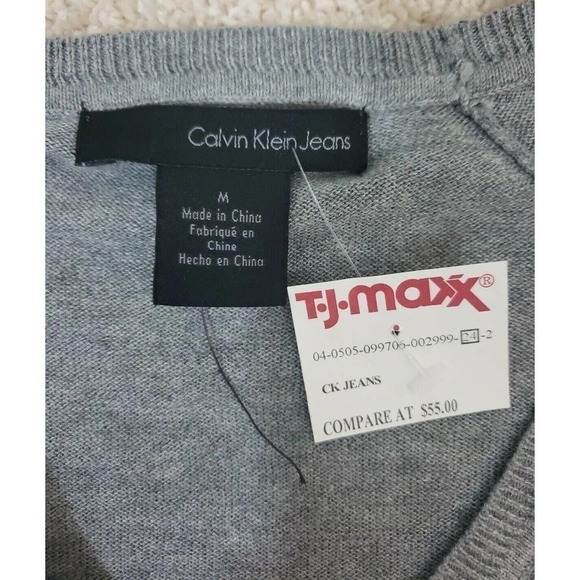 Calvin Klein Jeans
M
Made in China
Fabriqué en
Chine
Hecho en China
T·J·maxx®
04-0505-099706-002999-24-2
CK JEANS
COMPARE AT $55.00